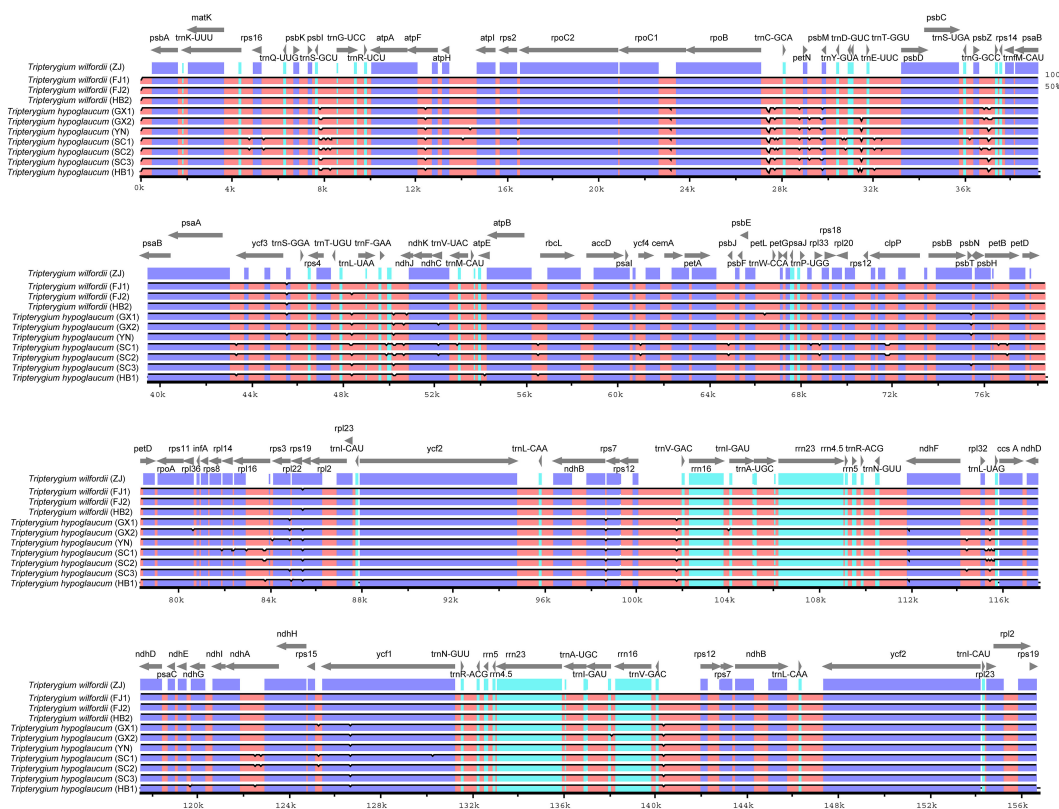 matK psbC
psbA trnK-UUU rps16 psbK psbI trnG-UCC atpA atpF atpI rps2 rpoC2 rpoC1 rpoB trnC-GCA psbM trnD-GUC trnT-GGU trnS-UGA psbZ rps14 psaB
trnQ-UUG trnS-GCU trnR-UCU atpH petN trnY-GUA trnE-UUC psbD trnG-GCC trnfM-CAU
Tripterygium wilfordii (ZJ)
Tripterygium wilfordii (FJ1)
Tripterygium wilfordii (FJ2)
Tripterygium wilfordii (HB2)
Tripterygium hypoglaucum (GX1)
Tripterygium hypoglaucum (GX2)
Tripterygium hypoglaucum (YN)
Tripterygium hypoglaucum (SC1)
Tripterygium hypoglaucum (SC2)
Tripterygium hypoglaucum (SC3)
Tripterygium hypoglaucum (HB1)
100
50%
0k 4k 8k 12k 16k 20k 24k 28k 32k 36k
psaA atpB psbE rps18
psaB ycf3 trnS-GGA trnT-UGU trnF-GAA ndhK trnV-UAC atpE rbcL accD ycf4 cemA psbJ petL petG psaJ rpl33 rpl20 clpP psbB psbN petB petD
rps4 trnL-UAA ndhJ ndhC trnM-CAU psaI petA psbF trnW-CCA trnP-UGG rps12 psbT psbH
Tripterygium wilfordii (ZJ)
Tripterygium wilfordii (FJ1)
Tripterygium wilfordii (FJ2)
Tripterygium wilfordii (HB2)
Tripterygium hypoglaucum (GX1)
Tripterygium hypoglaucum (GX2)
Tripterygium hypoglaucum (YN)
Tripterygium hypoglaucum (SC1)
Tripterygium hypoglaucum (SC2)
Tripterygium hypoglaucum (SC3)
Tripterygium hypoglaucum (HB1)
40k 44k 48k 52k 56k 60k 64k 68k 72k 76k
rpl23
petD rps11 infA rpl14 rps3 rps19 trnI-CAU ycf2 trnL-CAA rps7 trnV-GAC trnI-GAU rrn23 rrn4.5 trnR-ACG ndhF rpl32 ccs A ndhD
rpoA rpl36 rps8 rpl16 rpl22 rpl2 ndhB rps12 rrn16 trnA-UGC rrn5 trnN-GUU trnL-UAG
Tripterygium wilfordii (ZJ)
Tripterygium wilfordii (FJ1)
Tripterygium wilfordii (FJ2)
Tripterygium wilfordii (HB2)
Tripterygium hypoglaucum (GX1)
Tripterygium hypoglaucum (GX2)
Tripterygium hypoglaucum (YN)
Tripterygium hypoglaucum (SC1)
Tripterygium hypoglaucum (SC2)
Tripterygium hypoglaucum (SC3)
Tripterygium hypoglaucum (HB1)
80k 84k 88k 92k 96k 100k 104k 108k 112k 116k
ndhH rpl2
ndhD ndhE ndhI ndhA rps15 ycf1 trnN-GUU rrn5 rrn23 trnA-UGC rrn16 rps12 ndhB ycf2 trnI-CAU rps19
psaC ndhG trnR-ACG rrn4.5 trnI-GAU trnV-GAC rps7 trnL-CAA rpl23
Tripterygium wilfordii (ZJ)
Tripterygium wilfordii (FJ1)
Tripterygium wilfordii (FJ2)
Tripterygium wilfordii (HB2)
Tripterygium hypoglaucum (GX1)
Tripterygium hypoglaucum (GX2)
Tripterygium hypoglaucum (YN)
Tripterygium hypoglaucum (SC1)
Tripterygium hypoglaucum (SC2)
Tripterygium hypoglaucum (SC3)
Tripterygium hypoglaucum (HB1)
120k 124k 128k 132k 136k 140k 144k 148k 152k 156k